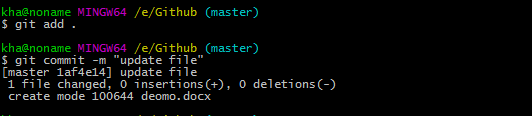 kha@noname MINGW64 /e/Github (master)
$ git add .
kha@noname MINGW64 /e/Github (master)
$ git commit -m "update file"
[master 1af4e14] update file
 1 file changed, 0 insertions(+), 0 deletions(-)
 create mode 100644 deomo.docx